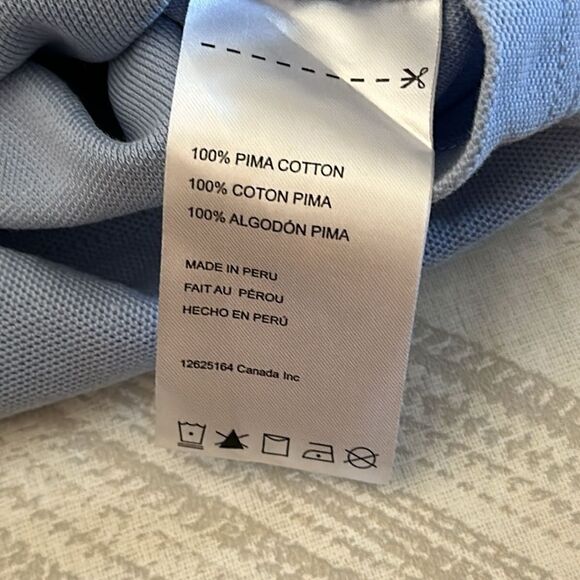 100% PIMA COTTON
100% COTON PIMA
100% ALGODÓN PIMA
MADE IN PERU
FAIT AU PÉROU
HECHO EN PERÚ
12625164 Canada Inc